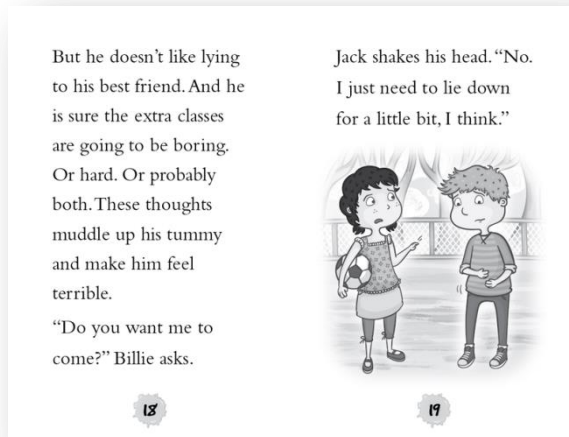 But he doesn’t like lying
to his best friend. And he
is sure the extra classes
are going to be boring.
Or hard. Or probably
both. These thoughts
muddle up his tummy
and make him feel
terrible.
“Do you want me to
come?” Billie asks.
18
Jack shakes his head. “No.
I just need to lie down
for a little bit, I think.”
19